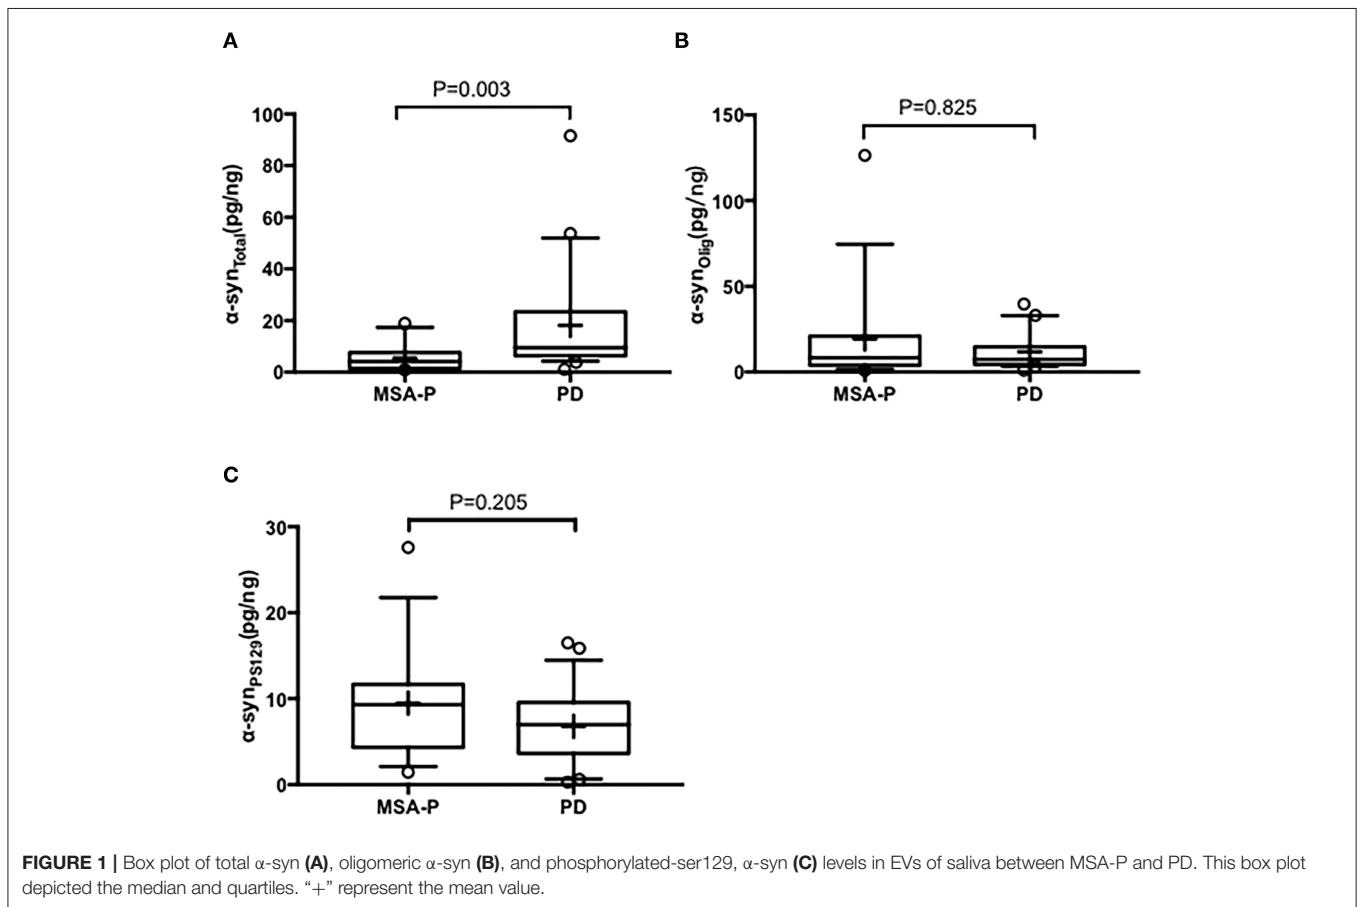 A
P=0.003
100
80
60
40
20
0
α-synTotal(pg/ng)
MSA-P PD
B
P=0.825
150
100
50
0
α-synOlig(pg/ng)
MSA-P PD
C
P=0.205
30
20
10
0
α-synPS129(pg/ng)
MSA-P PD
FIGURE 1 | Box plot of total α-syn (A), oligomeric α-syn (B), and phosphorylated-ser129, α-syn (C) levels in EVs of saliva between MSA-P and PD. This box plot
depicted the median and quartiles. “+” represent the mean value.